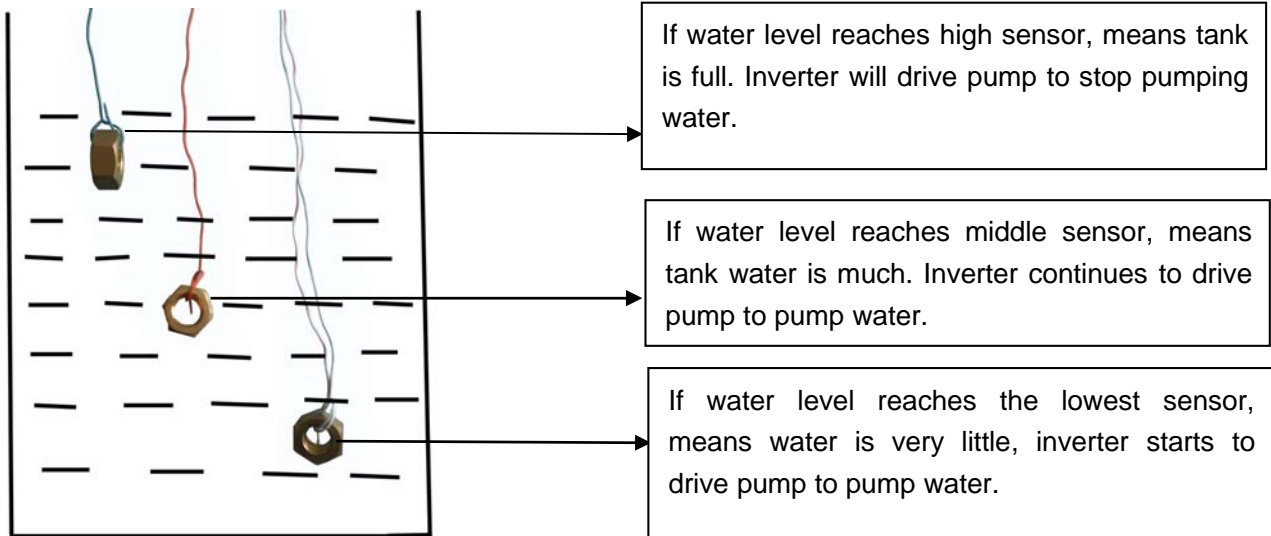 If water level reaches high sensor, means tank
is full. Inverter will drive pump to stop pumping
water.
If water level reaches middle sensor, means
tank water is much. Inverter continues to drive
pump to pump water.
If water level reaches the lowest sensor,
means water is very little, inverter starts to
drive pump to pump water.